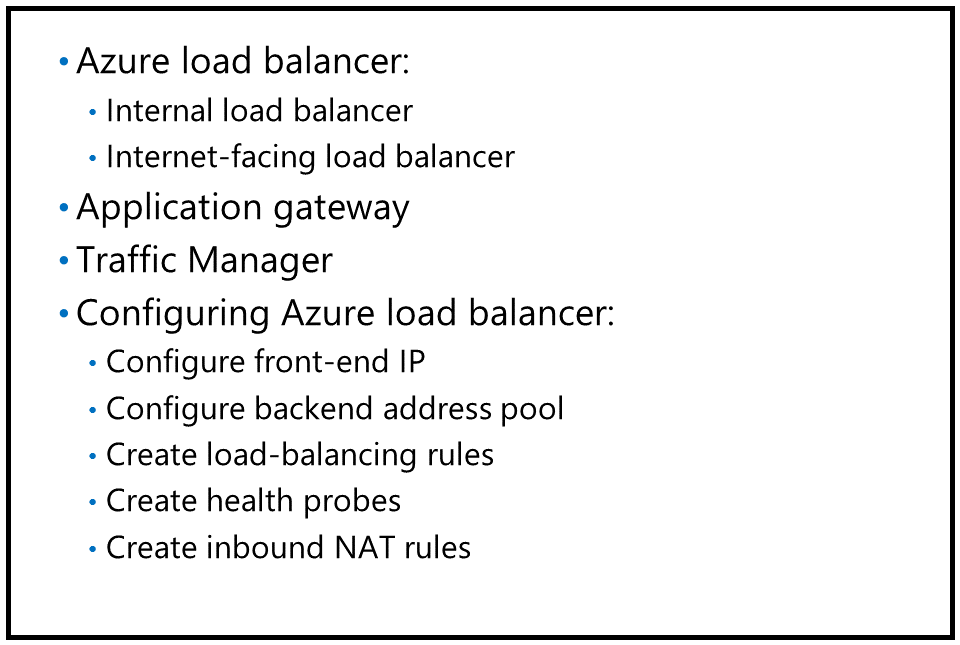 • Azure load balancer:
• Internal load balancer
• Internet-facing load balancer
• Application gateway
• Traffic Manager
• Configuring Azure load balancer:
• Configure front-end IP
• Configure backend address pool
• Create load-balancing rules
• Create health probes
• Create inbound NAT rules